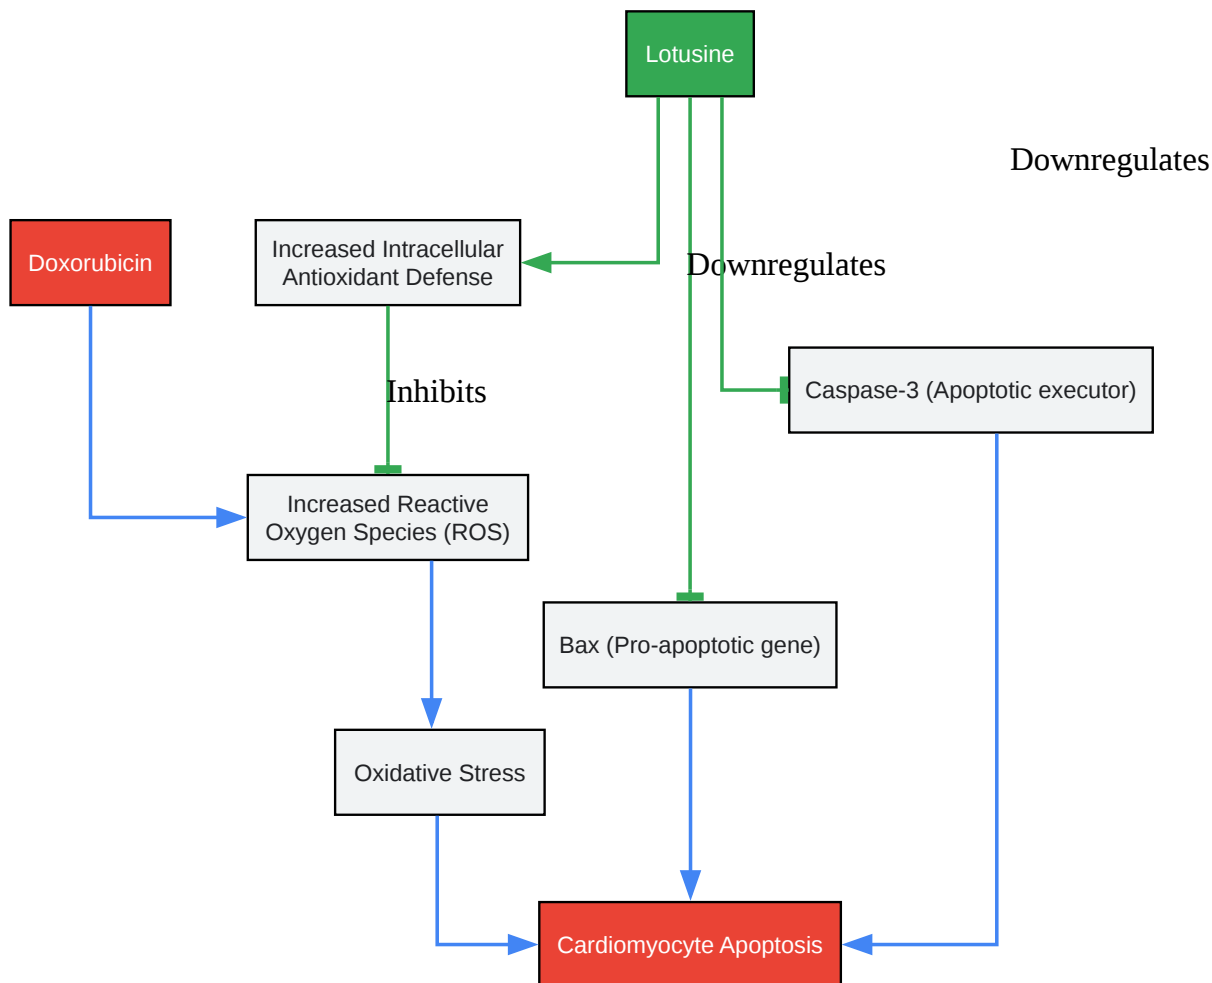 Lotusine
Downregulates
Doxorubicin
Increased Intracellular
Antioxidant Defense
Downregulates
Inhibits
Caspase-3 (Apoptotic executor)
Increased Reactive
Oxygen Species (ROS)
Bax (Pro-apoptotic gene)
Oxidative Stress
Cardiomyocyte Apoptosis